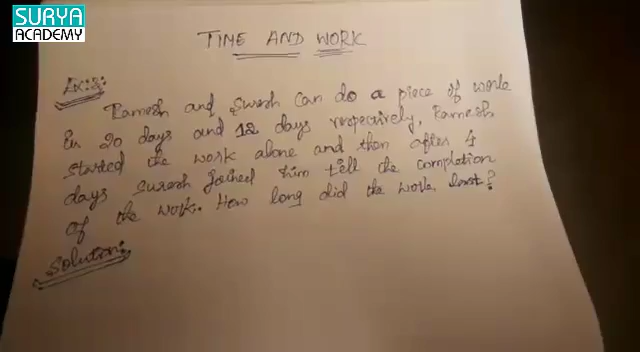 SURYA
ACADEMY
TIME AND WORK
Ex:8:
Ramesh and Suresh can do a piece of work
in 20 days and 12 days respectively, Ramesh
started the work alone and then after 4
days Suresh joined him tell the completion
of the work. How long did the work last?
Solution: